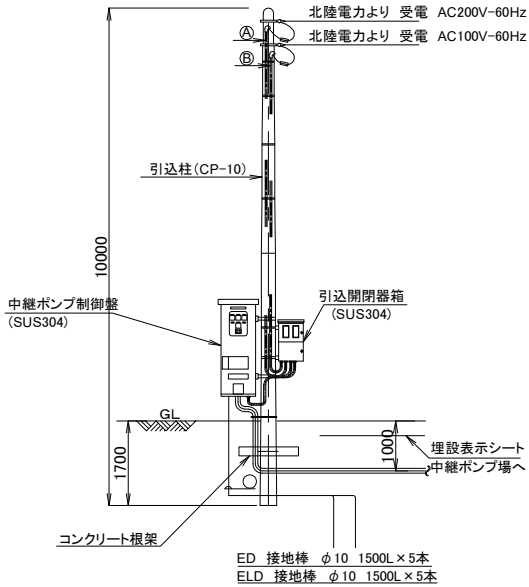 北陸電力より 受電 AC200V-60Hz
Ⓐ
北陸電力より 受電 AC100V-60Hz
Ⓑ
引込柱(CP-10)
10000
引込開閉器箱
(SUS304)
中継ポンプ制御盤
(SUS304)
GL
1700
1000
埋設表示シート
中継ポンプ場へ
コンクリート根架
ED 接地棒 φ10 1500L×5本
ELD 接地棒 φ10 1500L×5本